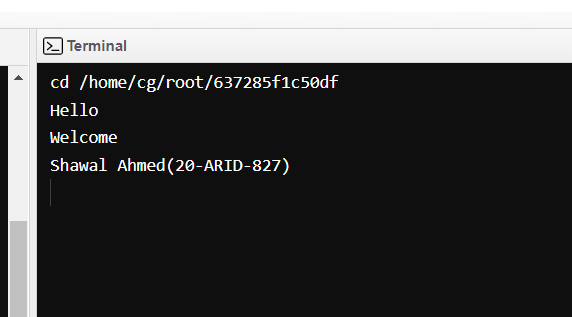 Terminal
cd /home/cg/root/637285f1c50df
Hello
Welcome
Shawal Ahmed(20-ARID-827)